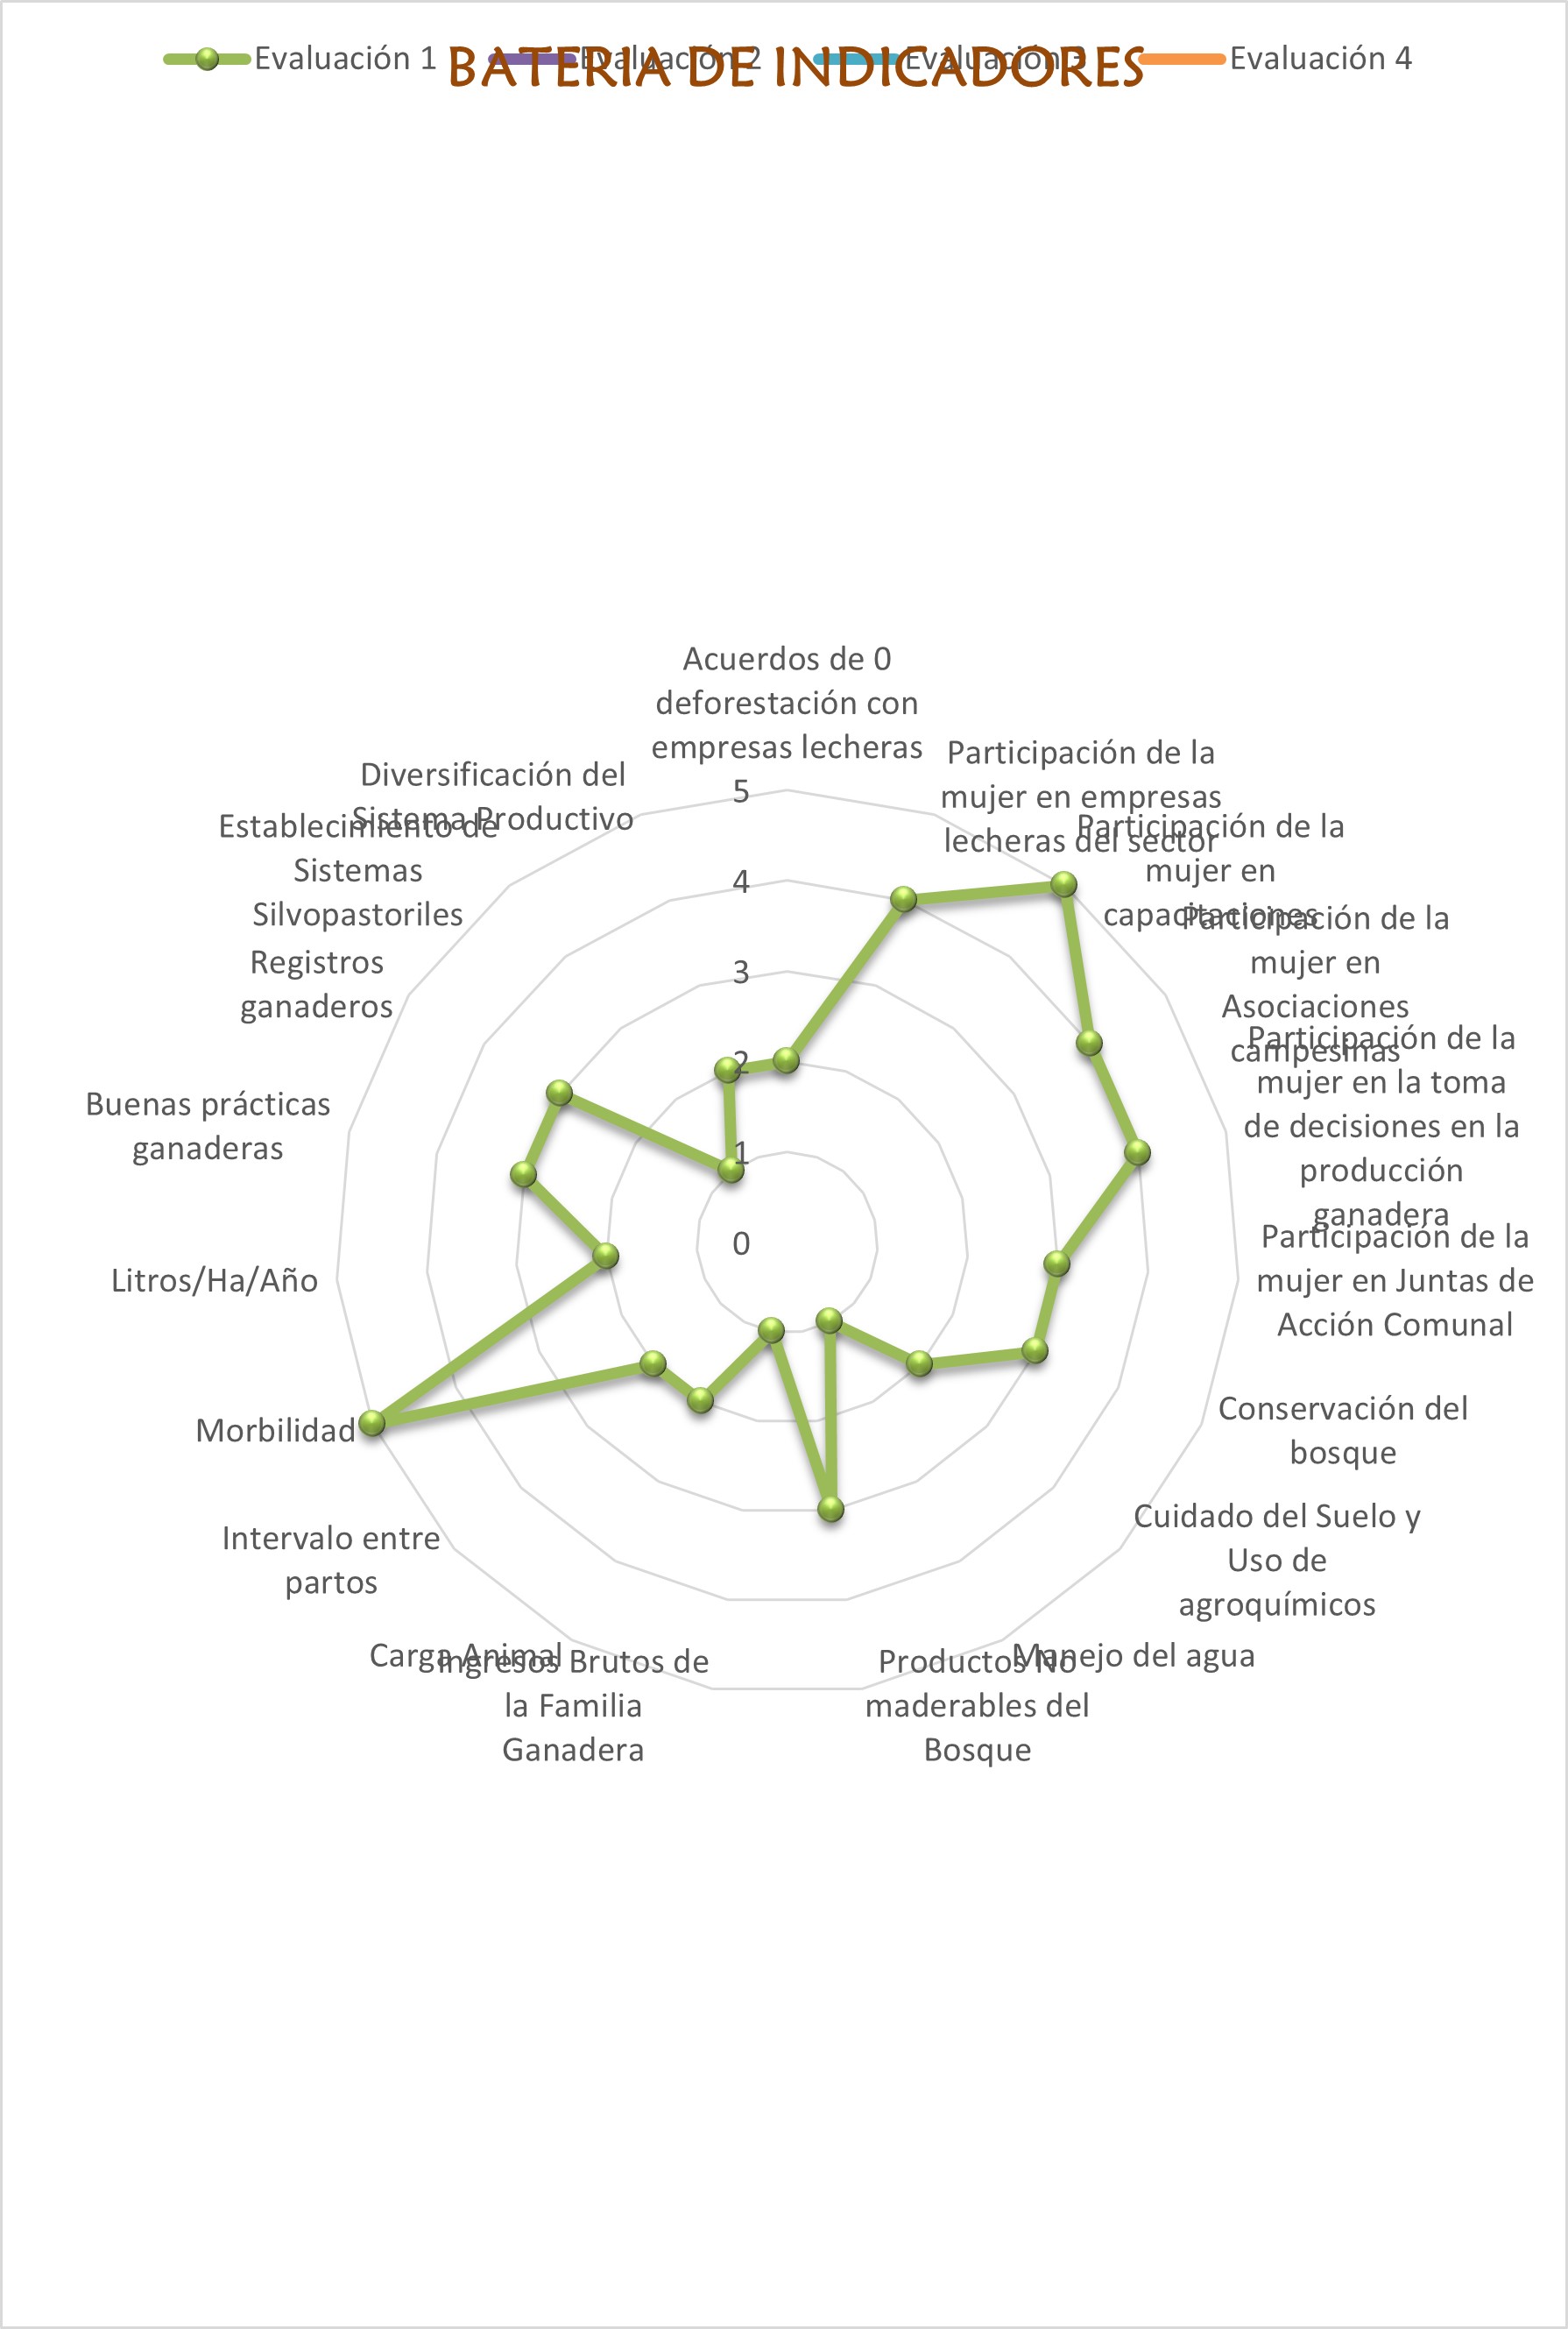 BATERIA DE INDICADORES
Evaluación 1
Evaluación 2
Evaluación 3
Evaluación 4
Acuerdos de 0
deforestación con
empresas lecheras
Participación de la
mujer en empresas
lecheras del sector
Participación de la
mujer en
capacitaciones
Participación de la
mujer en
Asociaciones
campesinas
Participación de la
mujer en la toma
de decisiones en la
producción
ganadera
Participación de la
mujer en Juntas de
Acción Comunal
Conservación del
bosque
Cuidado del Suelo y
Uso de
agroquímicos
Manejo del agua
Productos No
maderables del
Bosque
Ingresos Brutos de
la Familia
Ganadera
Carga Animal
Intervalo entre
partos
Morbilidad
Litros/Ha/Año
Buenas prácticas
ganaderas
Registros
ganaderos
Establecimiento de
Sistemas
Silvopastoriles
Diversificación del
Sistema Productivo
5
4
3
2
1
0